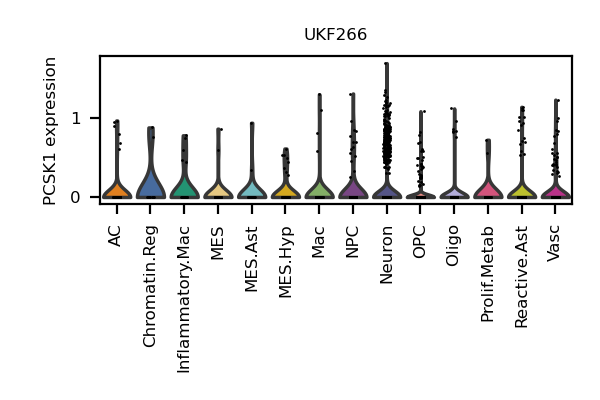 UKF266
PCSK1 expression
1
0
AC
Chromatin.Reg
Inflammatory.Mac
MES
MES.Ast
MES.Hyp
Mac
NPC
Neuron
OPC
Oligo
Prolif.Metab
Reactive.Ast
Vasc